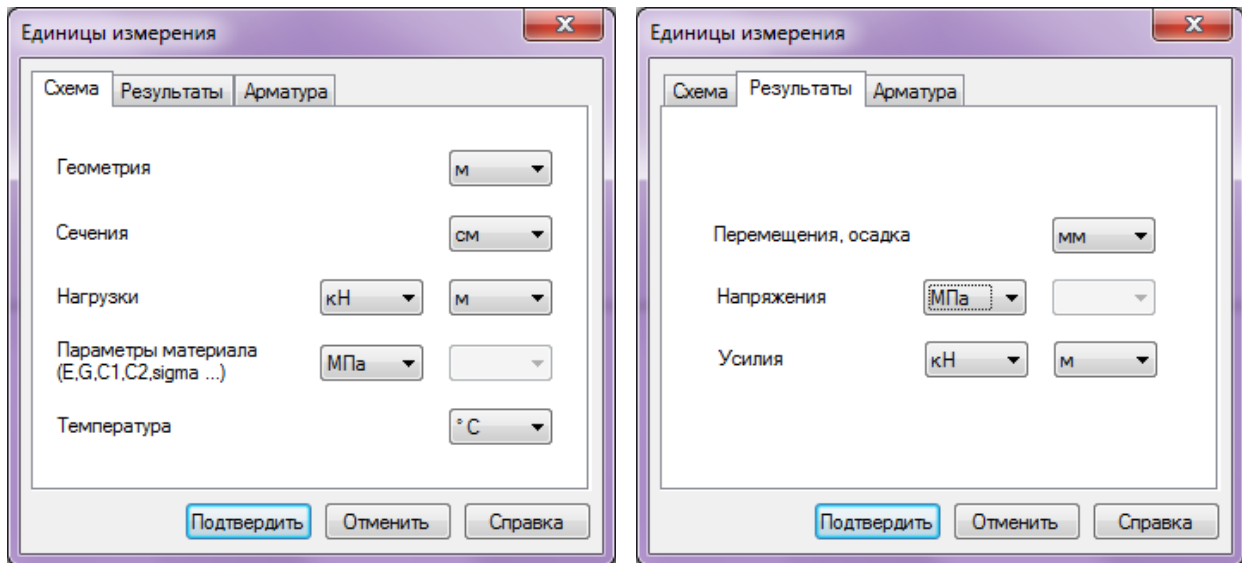 Единицы измерения
Схема Результаты Арматура
Геометрия м
Сечения см
Нагрузки кН м
Параметры материала
(E,G,C1,C2,sigma ...) МПа
Температура ° C
Подтвердить Отменить Справка
Единицы измерения
Схема Результаты Арматура
Перемещения, осадка мм
Напряжения МПа
Усилия кН м
Подтвердить Отменить Справка